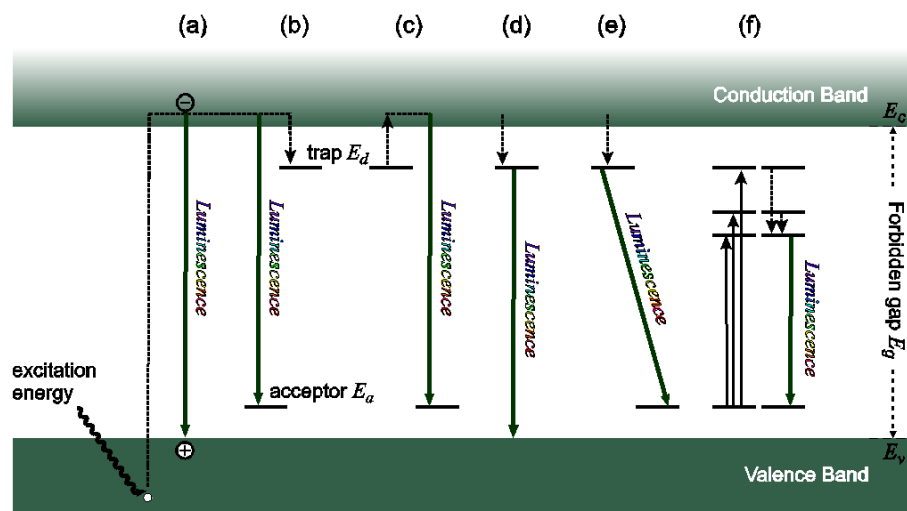 (a) (b) (c) (d) (e) (f)
Conduction Band
E_c
trap E_d
Luminescence
Luminescence
Luminescence
Luminescence
Luminescence
Luminescence
Forbidden gap E_g
excitation
energy
acceptor E_a
E_v
Valence Band